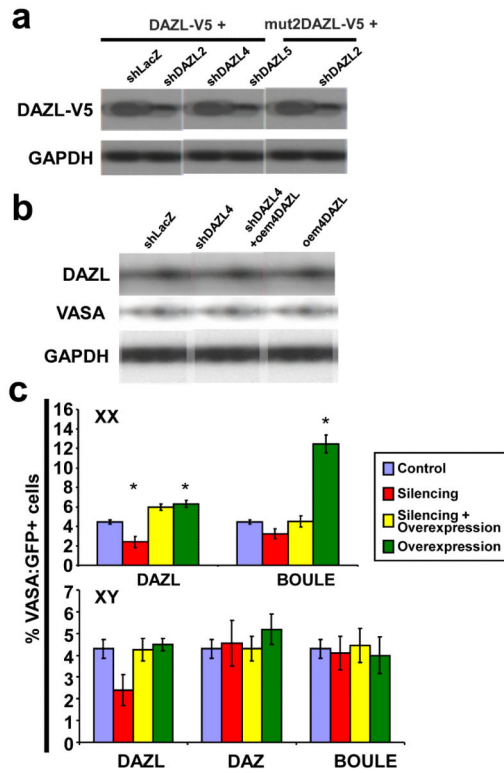 a
DAZL-V5 + mut2DAZL-V5 +
shLacZ shDAZL2 shDAZL4 shDAZL5 shDAZL2
DAZL-V5
GAPDH
b
shLacZ shDAZL4 shDAZL4 +oem4DAZL oem4DAZL
DAZL
VASA
GAPDH
c
% VASA:GFP+ cells
16
14
12
10
8
6
4
2
0
XX
* * *
DAZL BOULE
Control
Silencing
Silencing +
Overexpression
Overexpression
7
6
5
4
3
2
1
0
XY
DAZL DAZ BOULE